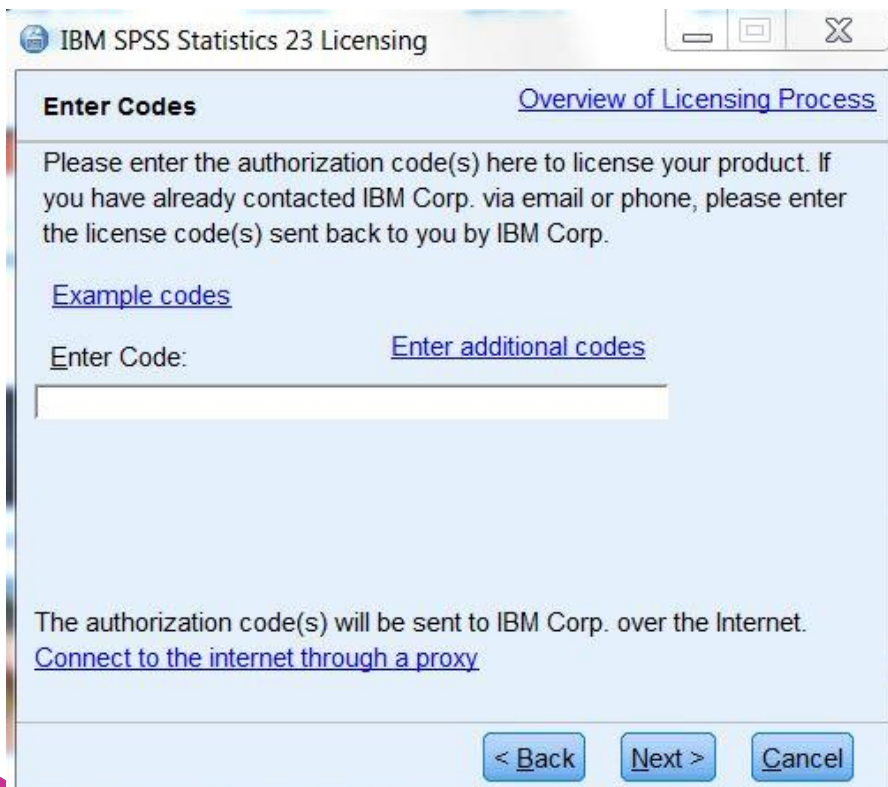 IBM SPSS Statistics 23 Licensing
Enter Codes
Overview of Licensing Process
Please enter the authorization code(s) here to license your product. If
you have already contacted IBM Corp. via email or phone, please enter
the license code(s) sent back to you by IBM Corp.
Example codes
Enter Code:
Enter additional codes
The authorization code(s) will be sent to IBM Corp. over the Internet.
Connect to the internet through a proxy
< Back
Next >
Cancel